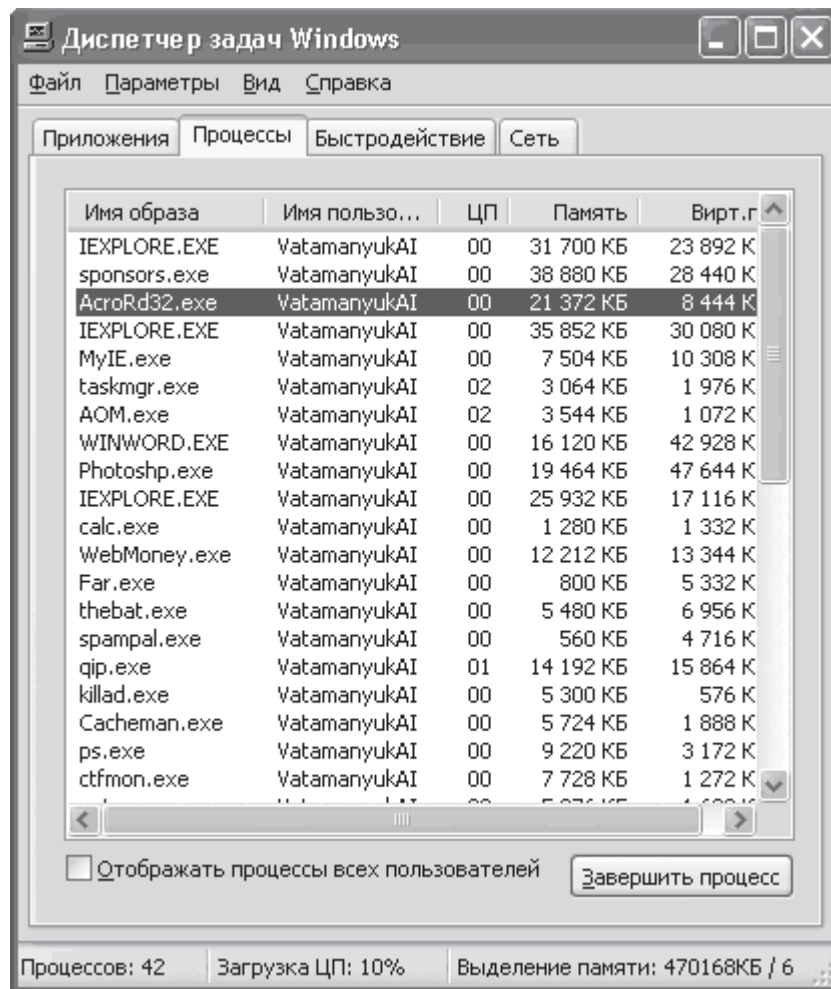 Диспетчер задач Windows
Файл Параметры Вид Справка
Приложения Процессы Быстродействие Сеть
Имя образа Имя пользо... ЦП Память Вирт.г
IEXPLORE.EXE VatamanyukAI 00 31 700 КБ 23 892 К
sponsors.exe VatamanyukAI 00 38 880 КБ 28 440 К
AcroRd32.exe VatamanyukAI 00 21 372 КБ 8 444 К
IEXPLORE.EXE VatamanyukAI 00 35 852 КБ 30 080 К
MyIE.exe VatamanyukAI 00 7 504 КБ 10 308 К
taskmgr.exe VatamanyukAI 02 3 064 КБ 1 976 К
AOM.exe VatamanyukAI 02 3 544 КБ 1 072 К
WINWORD.EXE VatamanyukAI 00 16 120 КБ 42 928 К
Photoshp.exe VatamanyukAI 00 19 464 КБ 47 644 К
IEXPLORE.EXE VatamanyukAI 00 25 932 КБ 17 116 К
calc.exe VatamanyukAI 00 1 280 КБ 1 332 К
WebMoney.exe VatamanyukAI 00 12 212 КБ 13 344 К
Far.exe VatamanyukAI 00 800 КБ 5 332 К
thebat.exe VatamanyukAI 00 5 480 КБ 6 956 К
spampal.exe VatamanyukAI 00 560 КБ 4 716 К
qip.exe VatamanyukAI 01 14 192 КБ 15 864 К
killad.exe VatamanyukAI 00 5 300 КБ 576 К
Cacheman.exe VatamanyukAI 00 5 724 КБ 1 888 К
ps.exe VatamanyukAI 00 9 220 КБ 3 172 К
ctfmon.exe VatamanyukAI 00 7 728 КБ 1 272 К
Отображать процессы всех пользователей Завершить процесс
Процессов: 42 Загрузка ЦП: 10% Выделение памяти: 470168КБ / 6